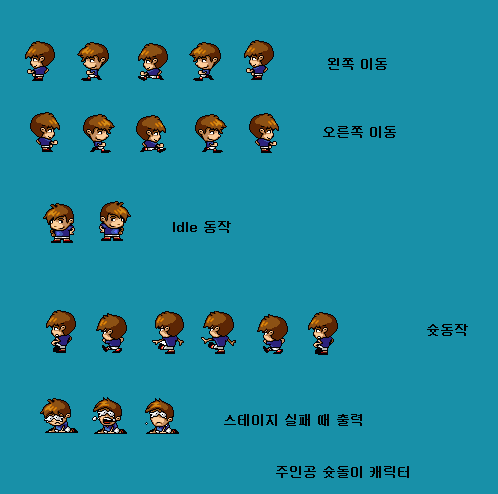 왼쪽 이동
오른쪽 이동
Idle 동작
슛동작
스테이지 실패 때 출력
주인공 슛돌이 캐릭터